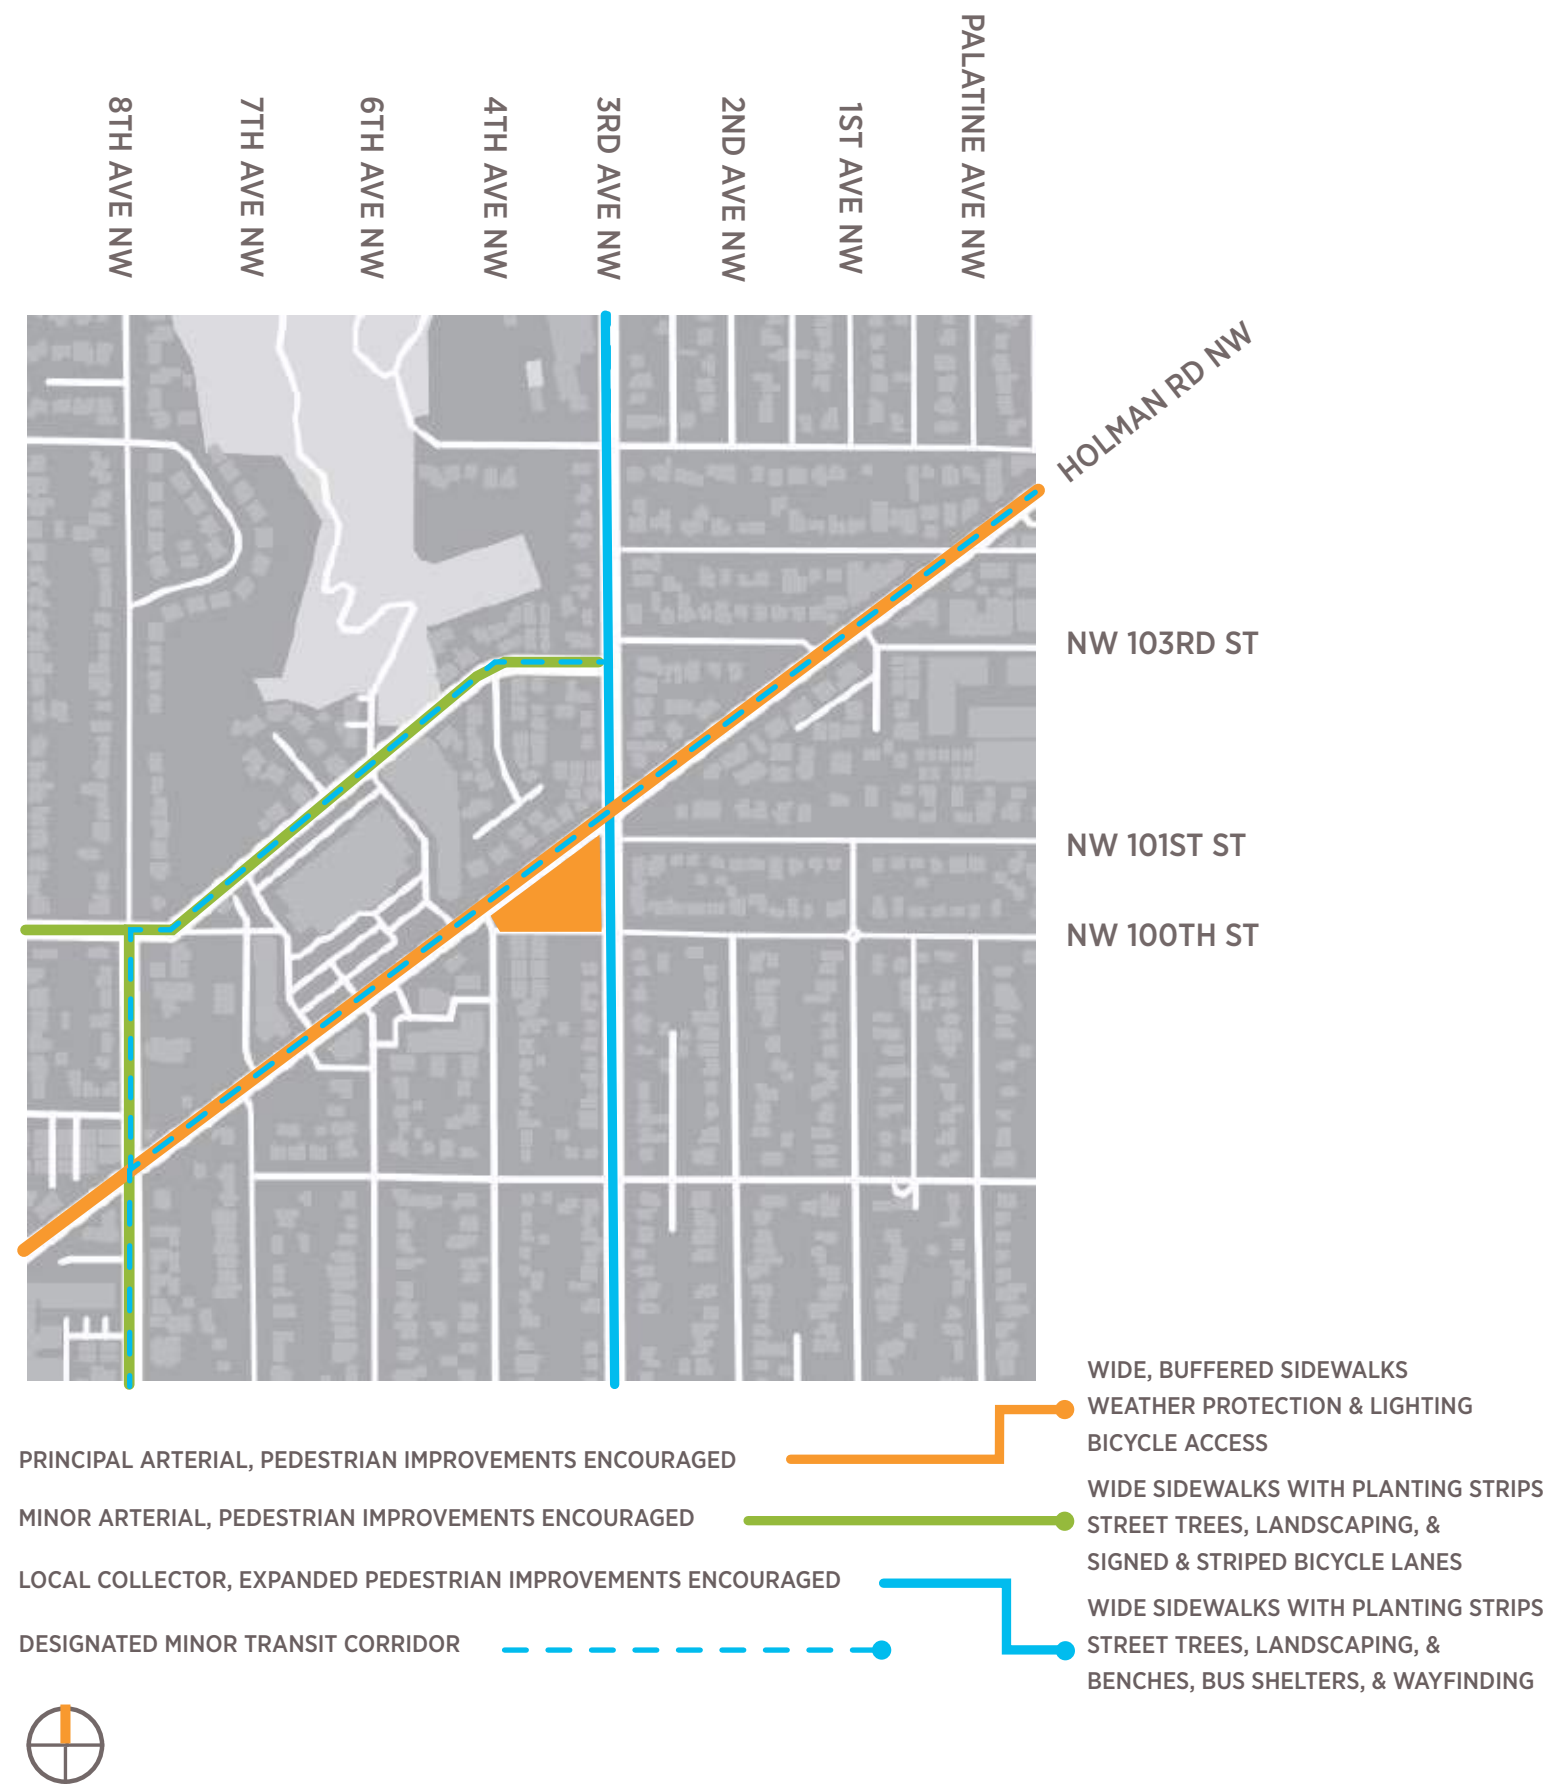 8TH AVE NW
7TH AVE NW
6TH AVE NW
4TH AVE NW
3RD AVE NW
2ND AVE NW
1ST AVE NW
PALATINE AVE NW
HOLMAN RD NW
NW 103RD ST
NW 101ST ST
NW 100TH ST
PRINCIPAL ARTERIAL, PEDESTRIAN IMPROVEMENTS ENCOURAGED
WIDE, BUFFERED SIDEWALKS
WEATHER PROTECTION & LIGHTING
BICYCLE ACCESS
MINOR ARTERIAL, PEDESTRIAN IMPROVEMENTS ENCOURAGED
WIDE SIDEWALKS WITH PLANTING STRIPS
STREET TREES, LANDSCAPING, &
SIGNED & STRIPED BICYCLE LANES
LOCAL COLLECTOR, EXPANDED PEDESTRIAN IMPROVEMENTS ENCOURAGED
WIDE SIDEWALKS WITH PLANTING STRIPS
STREET TREES, LANDSCAPING, &
BENCHES, BUS SHELTERS, & WAYFINDING
DESIGNATED MINOR TRANSIT CORRIDOR